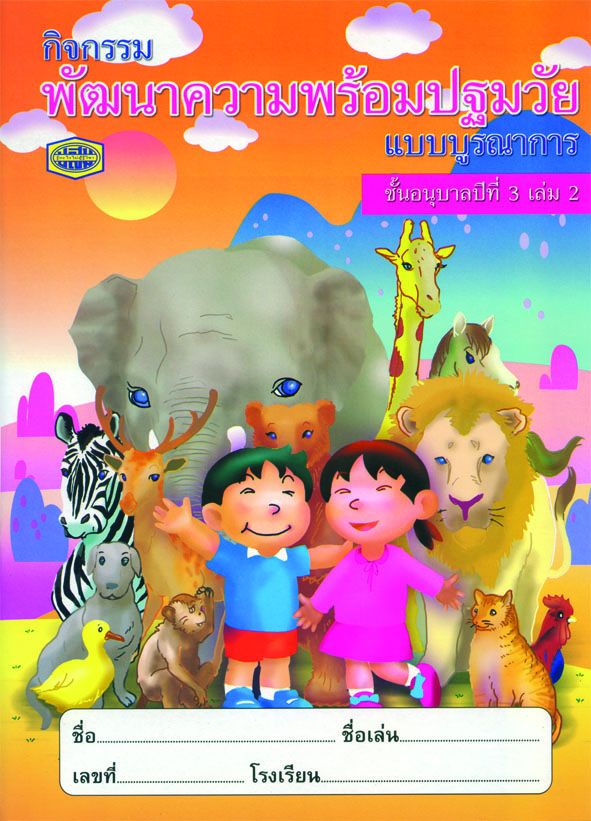 กิจกรรม
พัฒนาความพร้อมปฐมวัย
แบบบูรณาการ
ชั้นอนุบาลปีที่ 3 เล่ม 2
ชื่อ............................................................ ชื่อเล่น...................................
เลขที่................................ โรงเรียน.......................................................